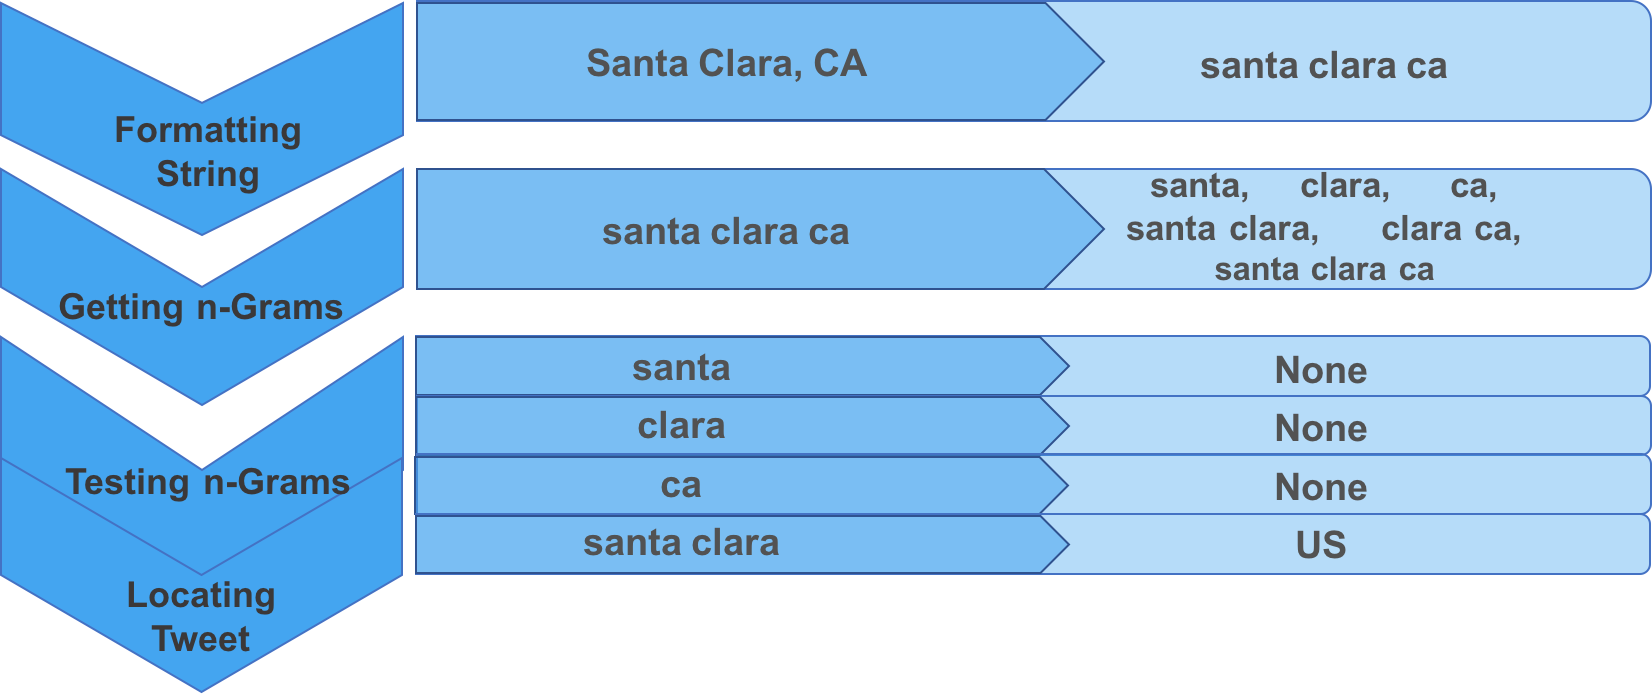 Formatting
String
Santa Clara, CA
santa clara ca
Getting n-Grams
santa clara ca
santa, clara, ca,
santa clara, clara ca,
santa clara ca
Testing n-Grams
santa
None
clara
None
ca
None
santa clara
US
Locating
Tweet